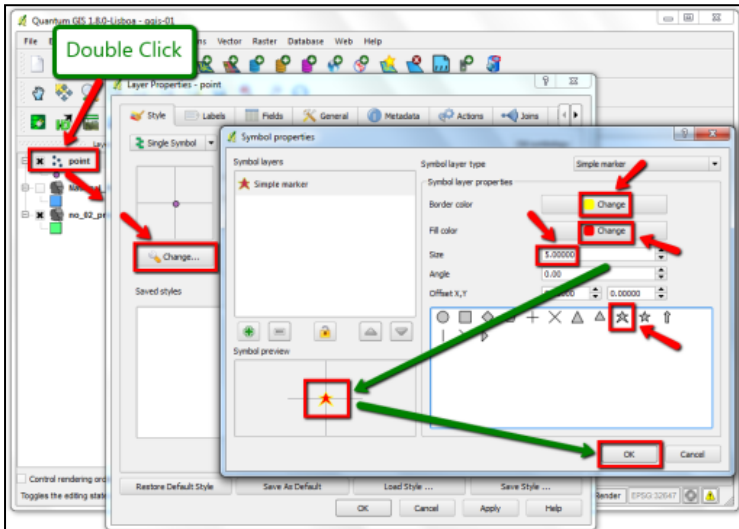 Quantum GIS 1.8.0-Lisboa - qgis-01
File
Vector Raster Database Web Help
Double Click
Layer Properties - point
Style Labels Fields General Metadata Actions Joins
Single Symbol
point
Change...
Saved styles
Symbol properties
Symbol layers
Simple marker
Symbol preview
Symbol layer type
Simple marker
Symbol layer properties
Border color
Change
Fill color
Change
Size
5.00000
Angle
0.00
Offset X,Y
0.00000
OK
Cancel
Restore Default Style
Save As Default
Load Style ...
Save Style ...
OK
Cancel
Apply
Help
Control rendering
Toggles the editing
Render
EPSG:32647